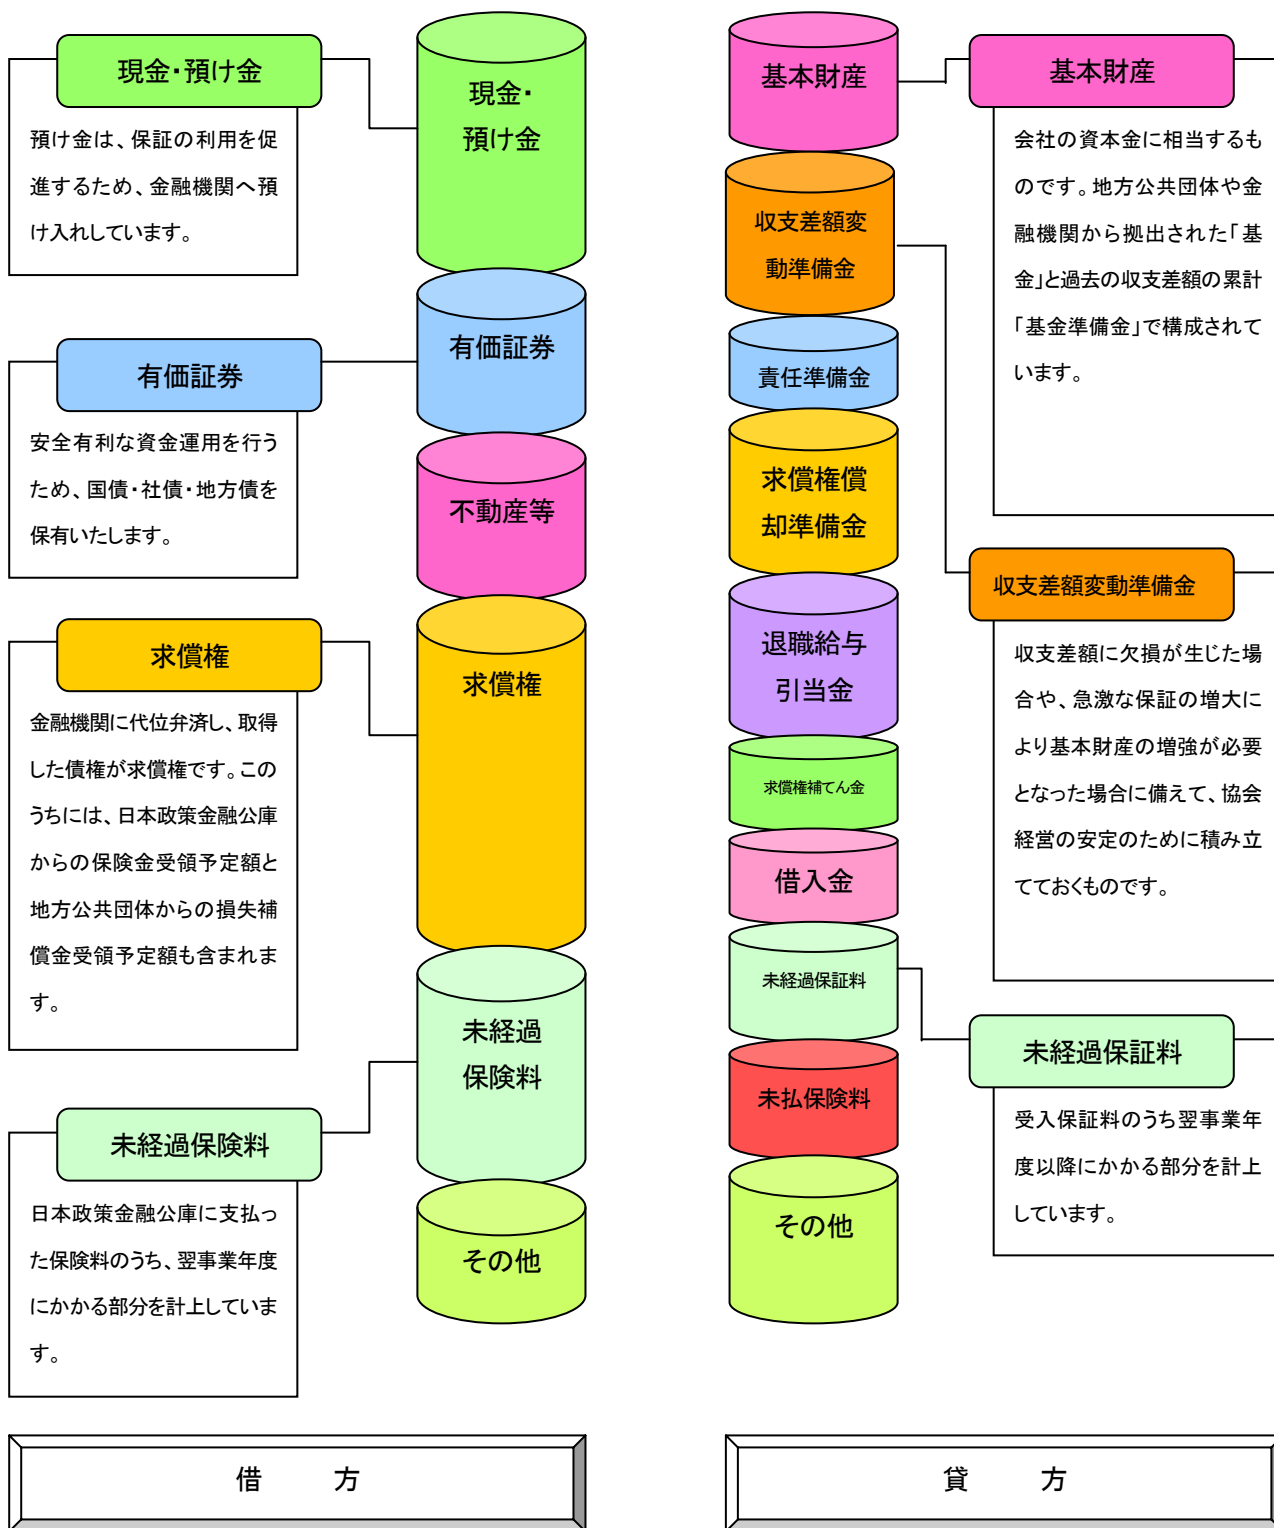 現金・預け金
預け金は、保証の利用を促
進するため、金融機関へ預
け入れしています。
有価証券
安全有利な資金運用を行う
ため、国債・社債・地方債を
保有いたします。
求償権
金融機関に代位弁済し、取得
した債権が求償権です。この
うちには、日本政策金融公庫
からの保険金受領予定額と
地方公共団体からの損失補
償金受領予定額も含まれま
す。
未経過保険料
日本政策金融公庫に支払っ
た保険料のうち、翌事業年度
にかかる部分を計上していま
す。
現金・
預け金
有価証券
不動産等
求償権
未経過
保険料
その他
借　方
基本財産
収支差額変
動準備金
責任準備金
求償権償
却準備金
退職給与
引当金
求償権補てん金
借入金
未経過保証料
未払保険料
その他
基本財産
会社の資本金に相当するも
のです。地方公共団体や金
融機関から拠出された「基
金」と過去の収支差額の累計
「基金準備金」で構成されて
います。
収支差額変動準備金
収支差額に欠損が生じた場
合や、急激な保証の増大に
より基本財産の増強が必要
となった場合に備えて、協会
経営の安定のために積み立
てておくものです。
未経過保証料
受入保証料のうち翌事業年
度以降にかかる部分を計上
しています。
貸　方